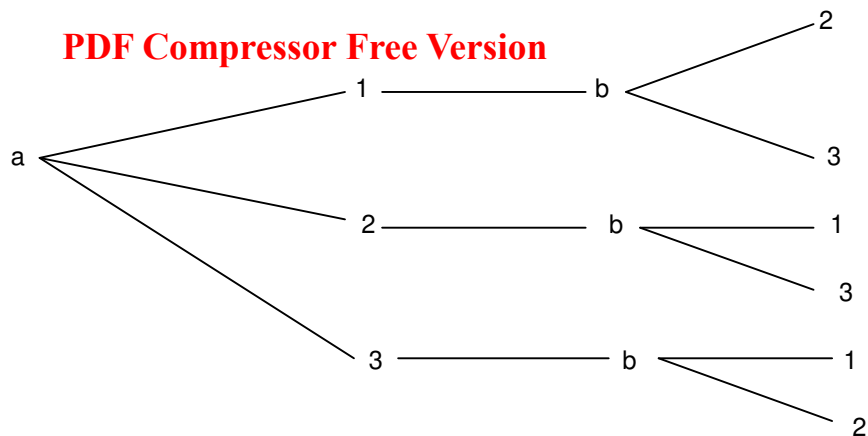 PDF Compressor Free Version
2
1 b
a 3
2 b 1
3
3 b 1
2